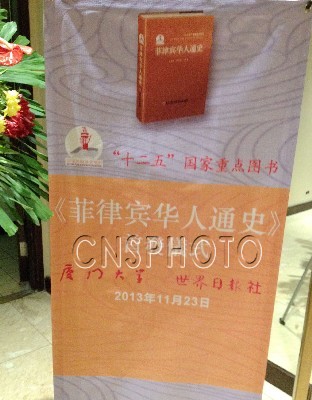 菲律宾华人通史
“十二五”国家重点图书
《菲律宾华人通史》
CNSPHOTO
厦门大学 世界日报社
2013年11月23日